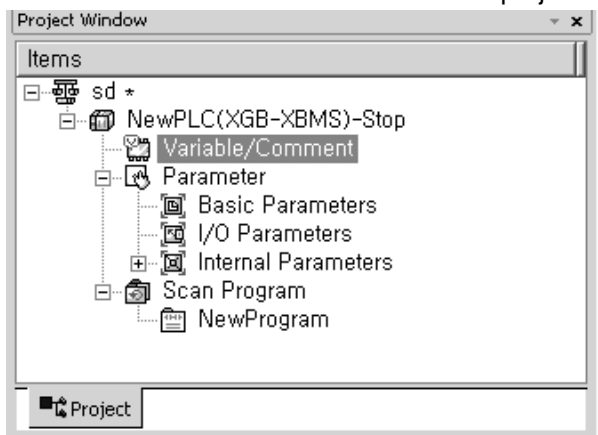 Project Window
Items
sd *
NewPLC(XGB-XBMS)-Stop
Variable/Comment
Parameter
Basic Parameters
I/O Parameters
Internal Parameters
Scan Program
NewProgram
Project